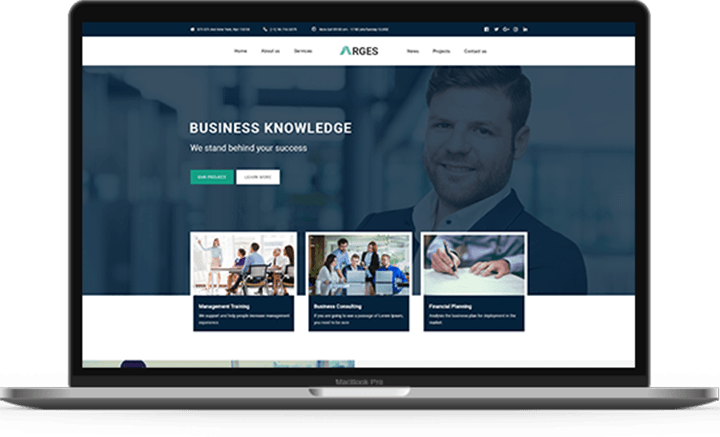 Home About us Services ARGES News Projects Contact us
BUSINESS KNOWLEDGE
We stand behind your success
OUR PROJECT LEARN MORE
Management Training Business Consulting Financial Planning
We support and help people increase management
experience
If you are going to use a passage of Lorem Ipsum,
you need to be sure
Analysis the business plan for deployment in the
market
MacBook Pro